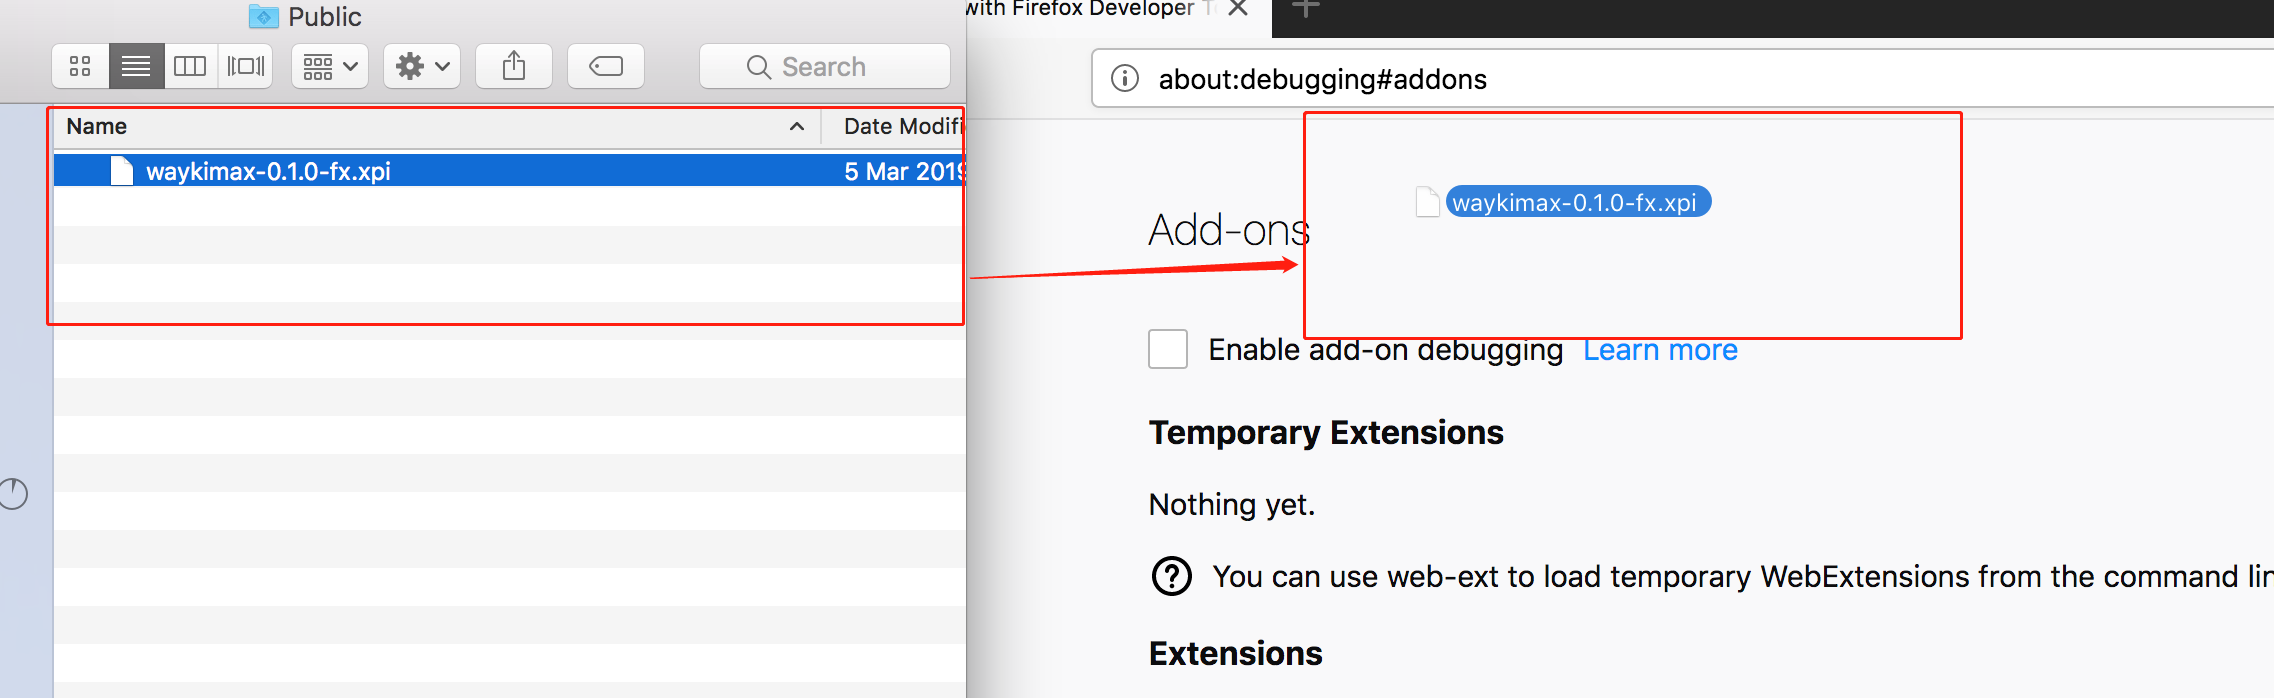 Public
Search
Name
Date Modifi
waykimax-0.1.0-fx.xpi
5 Mar 2019
with Firefox Developer T
about:debugging#addons
waykimax-0.1.0-fx.xpi
Add-ons
Enable add-on debugging Learn more
Temporary Extensions
Nothing yet.
You can use web-ext to load temporary WebExtensions from the command lin
Extensions